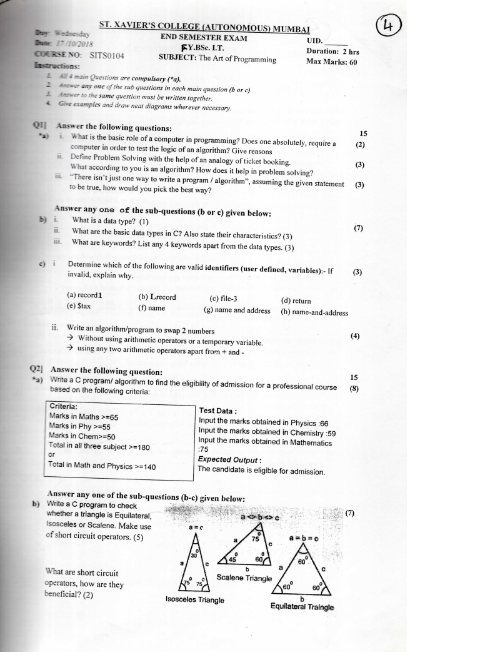 4
ST. XAVIER'S COLLEGE (AUTONOMOUS) MUMBAI
Day: Wednesday
END SEMESTER EXAM
UID. ______
Date: 17/10/2018
F.Y.BSc. I.T.
Duration: 2 hrs
COURSE NO: SITS0104
SUBJECT: The Art of Programming
Max Marks: 60
Instructions:
1. All 4 main Questions are compulsory (*a).
2. Answer any one of the sub questions in each main question (b or c)
3. Answer to the same question must be written together.
4. Give examples and draw neat diagrams wherever necessary.
Q1] Answer the following questions:
15
*a) i. What is the basic role of a computer in programming? Does one absolutely, require a (2)
computer in order to test the logic of an algorithm? Give reasons
ii. Define Problem Solving with the help of an analogy of ticket booking. (3)
What according to you is an algorithm? How does it help in problem solving?
iii. "There isn't just one way to write a program / algorithm", assuming the given statement (3)
to be true, how would you pick the best way?
Answer any one of the sub-questions (b or c) given below:
b) i. What is a data type? (1) (7)
ii. What are the basic data types in C? Also state their characteristics? (3)
iii. What are keywords? List any 4 keywords apart from the data types. (3)
c) i Determine which of the following are valid identifiers (user defined, variables):- If (3)
invalid, explain why.
(a) record1 (b) 1.record (c) file-3 (d) return
(e) $tax (f) name (g) name and address (h) name-and-address
ii. Write an algorithm/program to swap 2 numbers (4)
→ Without using arithmetic operators or a temporary variable.
→ using any two arithmetic operators apart from + and -
Q2] Answer the following question:
15
*a) Write a C program/ algorithm to find the eligibility of admission for a professional course (8)
based on the following criteria:
Criteria:
Marks in Maths >=65
Marks in Phy >=55
Marks in Chem>=50
Total in all three subject >=180
or
Total in Math and Physics >=140
Test Data :
Input the marks obtained in Physics :66
Input the marks obtained in Chemistry :59
Input the marks obtained in Mathematics
:75
Expected Output :
The candidate is eligible for admission.
Answer any one of the sub-questions (b-c) given below:
b) Write a C program to check
whether a triangle is Equilateral,
Isosceles or Scalene. Make use
of short circuit operators. (5)
(7)
What are short circuit
operators, how are they
beneficial? (2)
a = c
30°
a
c
75°
75°
Isosceles Triangle
a<>b<>c
75°
a
c
45°
60°
b
Scalene Triangle
a=b=c
60°
a
c
60°
60°
b
Equilateral Traingle